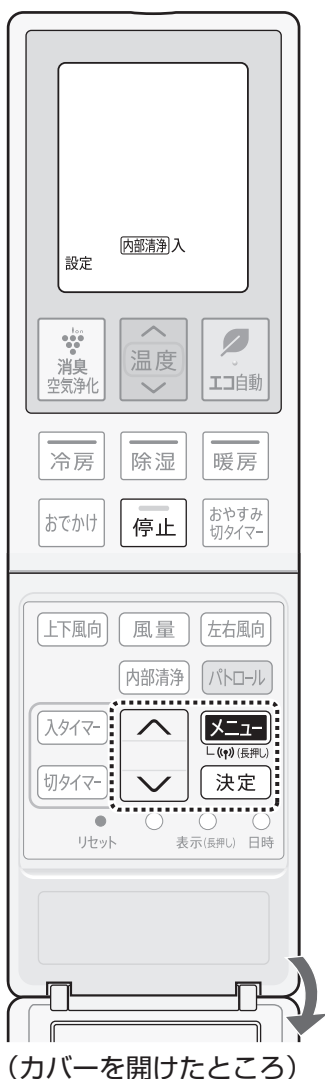 内部清浄 入
設定
Ion
消臭
空気浄化
温度
エコ自動
冷房
除湿
暖房
おでかけ
停止
おやすみ
切タイマー
上下風向
風量
左右風向
内部清浄
パトロール
入タイマー
メニュー
(長押し)
切タイマー
決定
リセット
表示(長押し)
日時
(カバーを開けたところ)